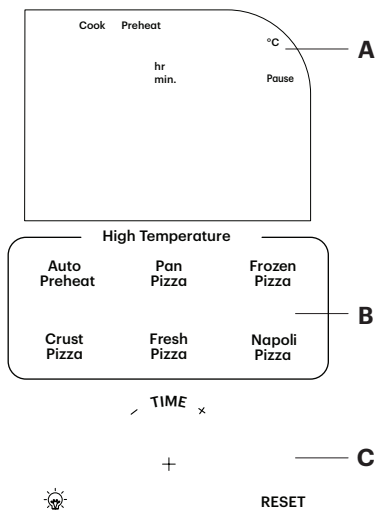 Cook Preheat
°C
A
hr
min.
Pause
High Temperature
Auto Preheat
Pan Pizza
Frozen Pizza
B
Crust Pizza
Fresh Pizza
Napoli Pizza
- TIME +
C
+
RESET